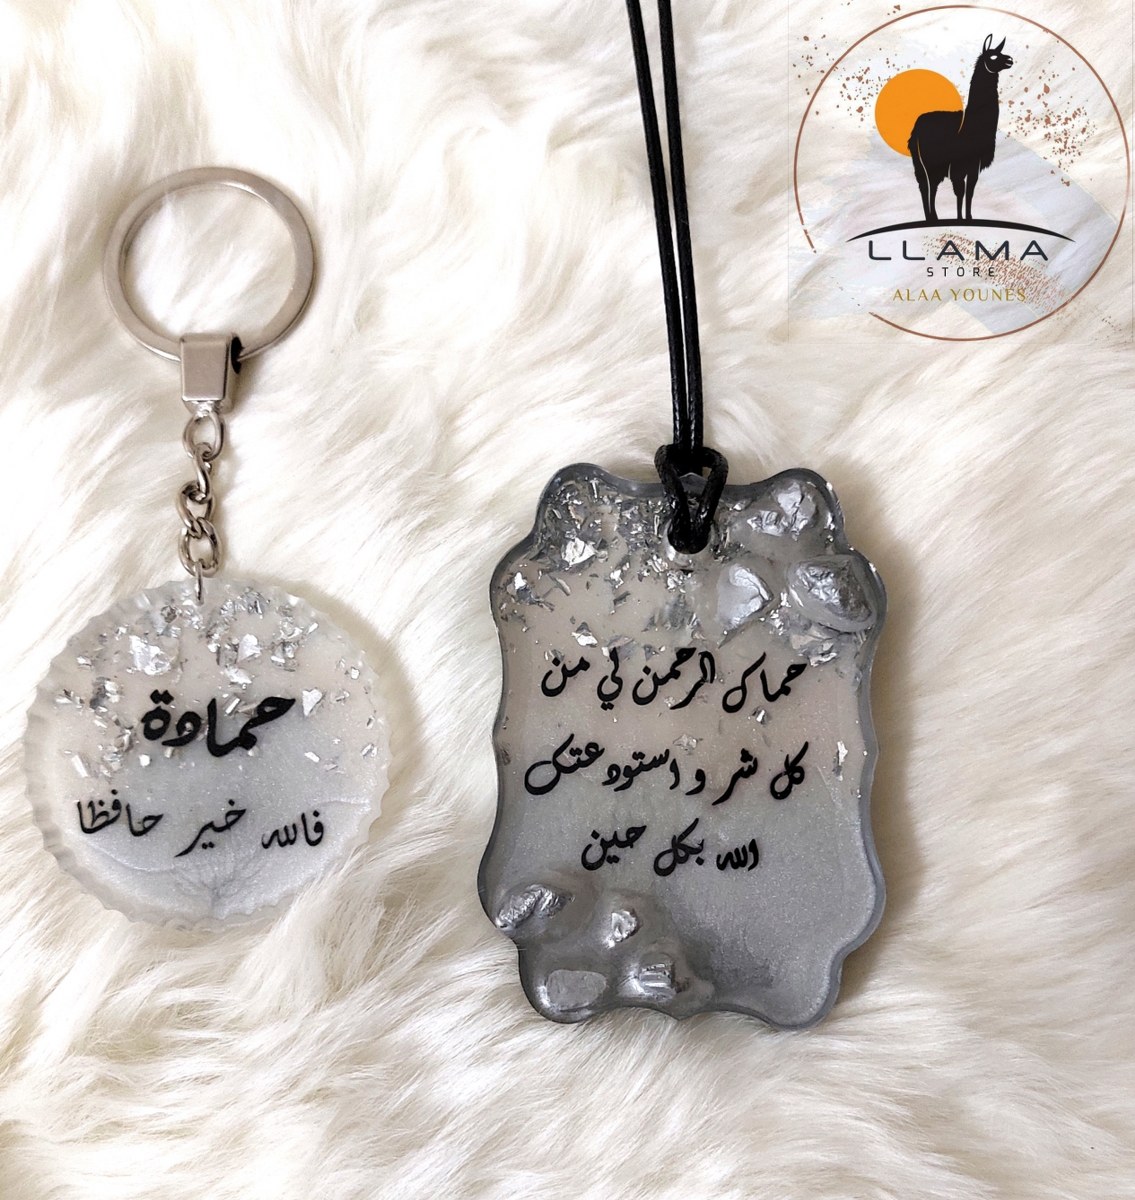 LLAMA
STORE
ALAA YOUNES
حمادة
فالله خير حافظا
حماك الرحمن لي من
كل شر و استودعتك
الله بكل حين